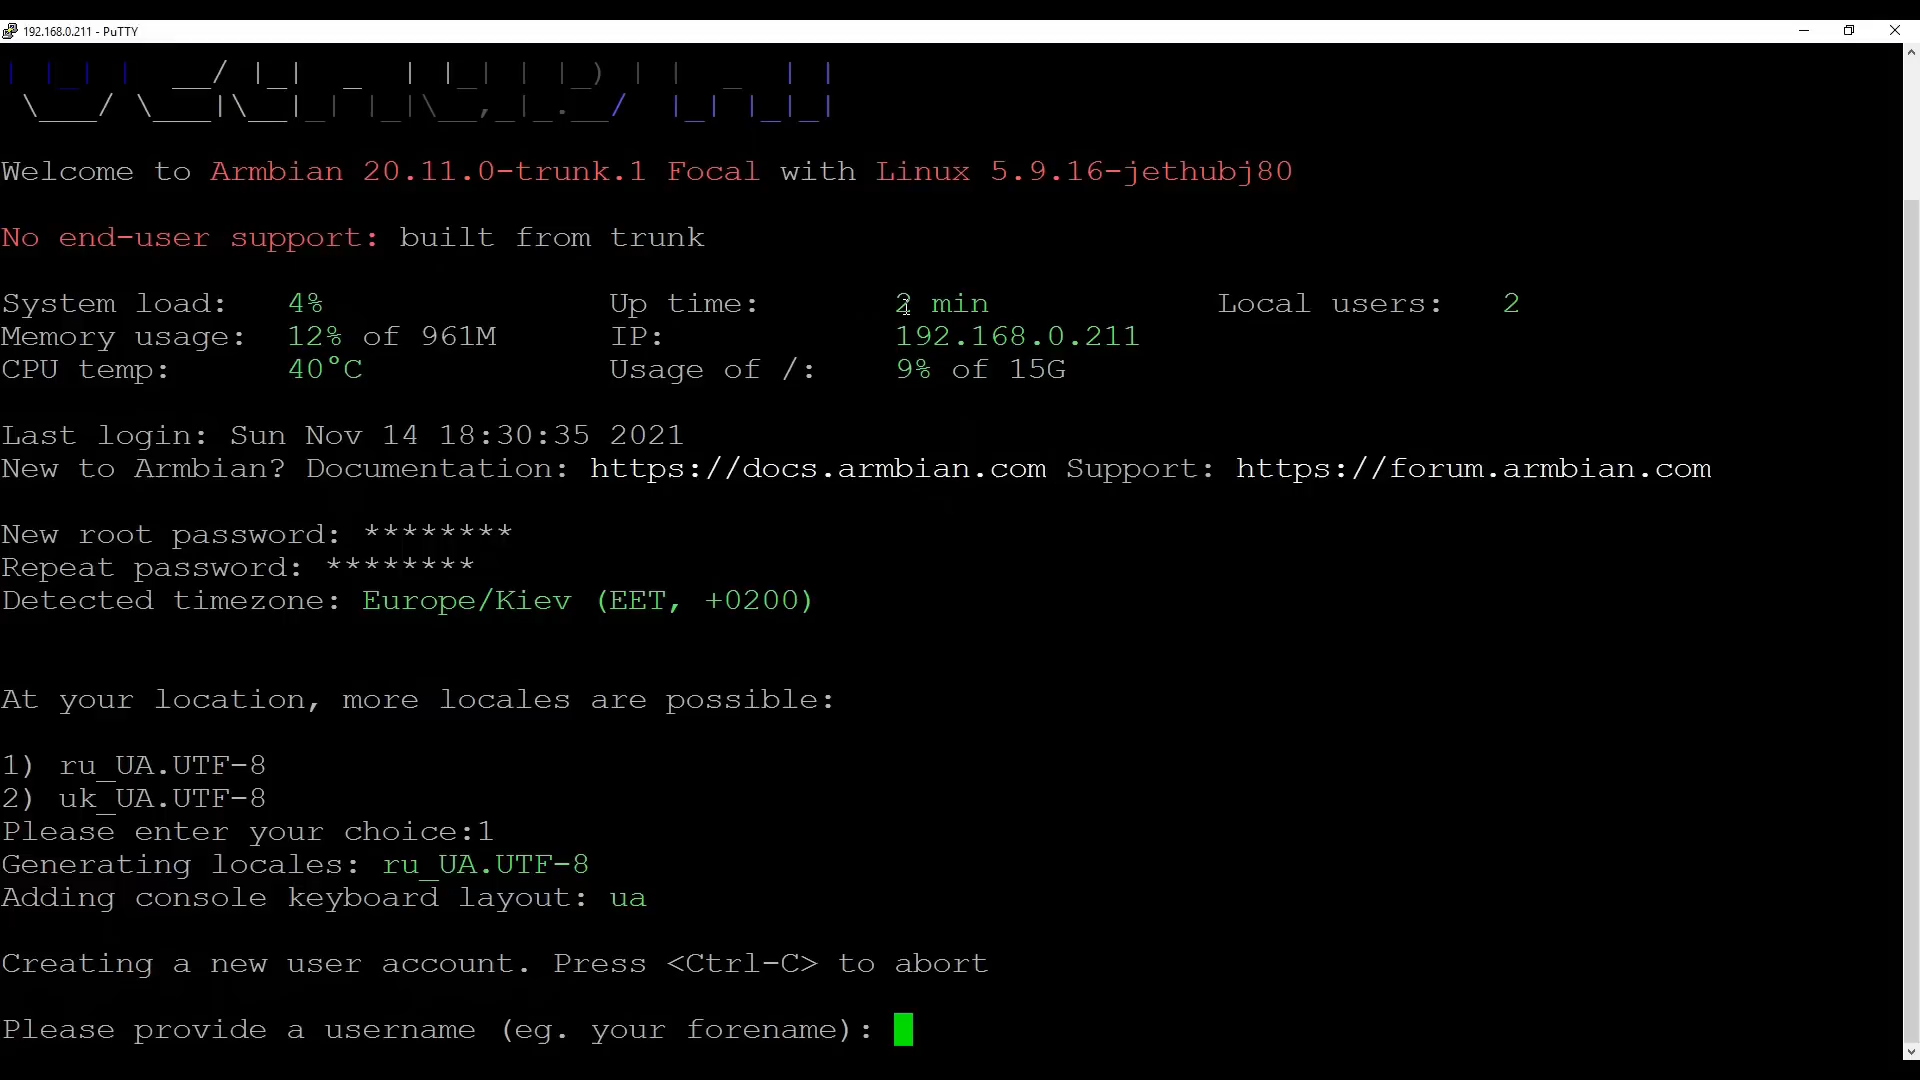 192.168.0.211 - PuTTY
Welcome to Armbian 20.11.0-trunk.1 Focal with Linux 5.9.16-jethubj80
No end-user support: built from trunk
System load: 4% Up time: 2 min Local users: 2
Memory usage: 12% of 961M IP: 192.168.0.211
CPU temp: 40°C Usage of /: 9% of 15G
Last login: Sun Nov 14 18:30:35 2021
New to Armbian? Documentation: https://docs.armbian.com Support: https://forum.armbian.com
New root password: ********
Repeat password: ********
Detected timezone: Europe/Kiev (EET, +0200)
At your location, more locales are possible:
1) ru_UA.UTF-8
2) uk_UA.UTF-8
Please enter your choice:1
Generating locales: ru_UA.UTF-8
Adding console keyboard layout: ua
Creating a new user account. Press <Ctrl-C> to abort
Please provide a username (eg. your forename):